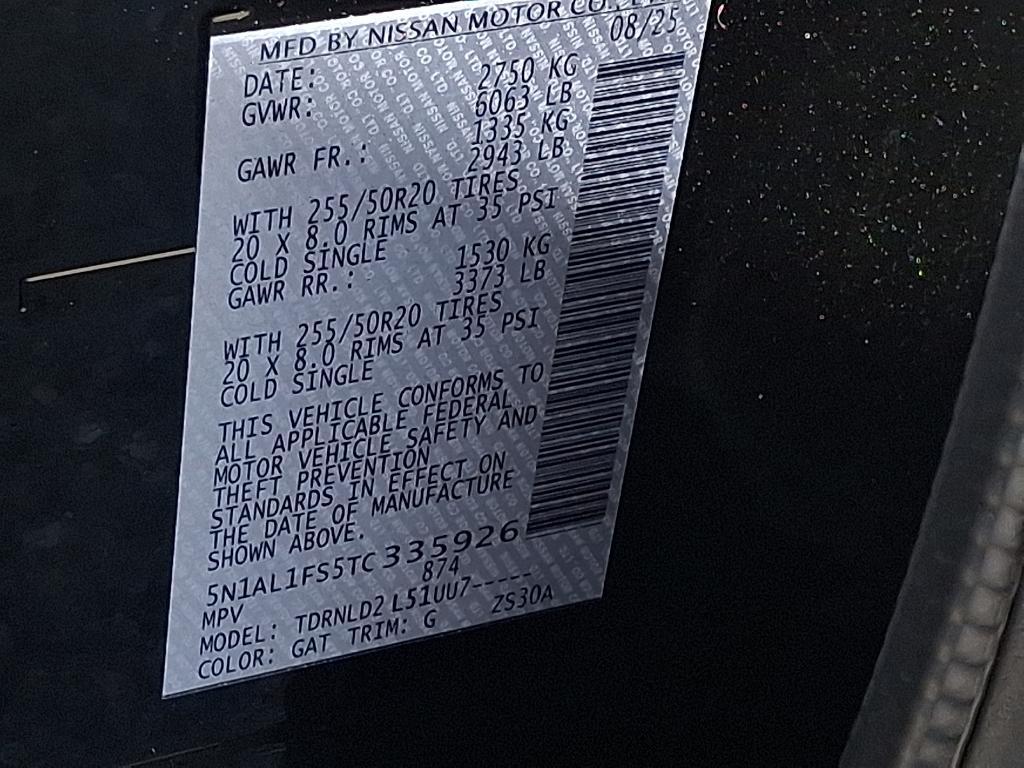 MFD BY NISSAN MOTOR CO.,
DATE: 08/25
GVWR: 2750 KG
6063 LB
1335 KG
GAWR FR.: 2943 LB
WITH 255/50R20 TIRES
20 X 8.0 RIMS AT 35 PSI
COLD SINGLE
1530 KG
GAWR RR.: 3373 LB
WITH 255/50R20 TIRES
20 X 8.0 RIMS AT 35 PSI
COLD SINGLE
THIS VEHICLE CONFORMS TO
ALL APPLICABLE FEDERAL
MOTOR VEHICLE SAFETY AND
THEFT PREVENTION
STANDARDS IN EFFECT ON
THE DATE OF MANUFACTURE
SHOWN ABOVE.
5N1AL1FS5TC335926
MPV 874
MODEL: TDRNLD2 L51UU7-----
COLOR: GAT TRIM: G ZS30A